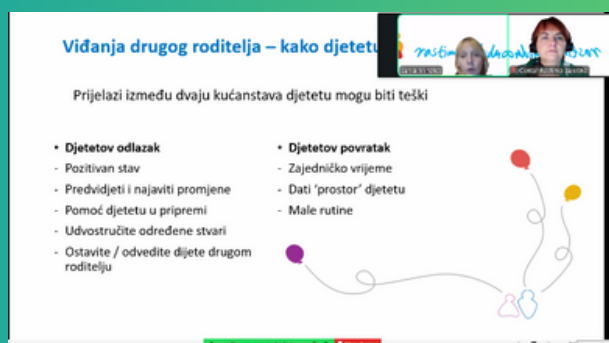 Viđanja drugog roditelja – kako djetetu
Prijelazi između dvaju kućanstava djetetu mogu biti teški
• Djetetov odlazak
- Pozitivan stav
- Predvidjeti i najaviti promjene
- Pomoć djetetu u pripremi
- Udvostručite određene stvari
- Ostavite / odvedite dijete drugom
roditelju
• Djetetov povratak
- Zajedničko vrijeme
- Dati ‘prostor’ djetetu
- Male rutine